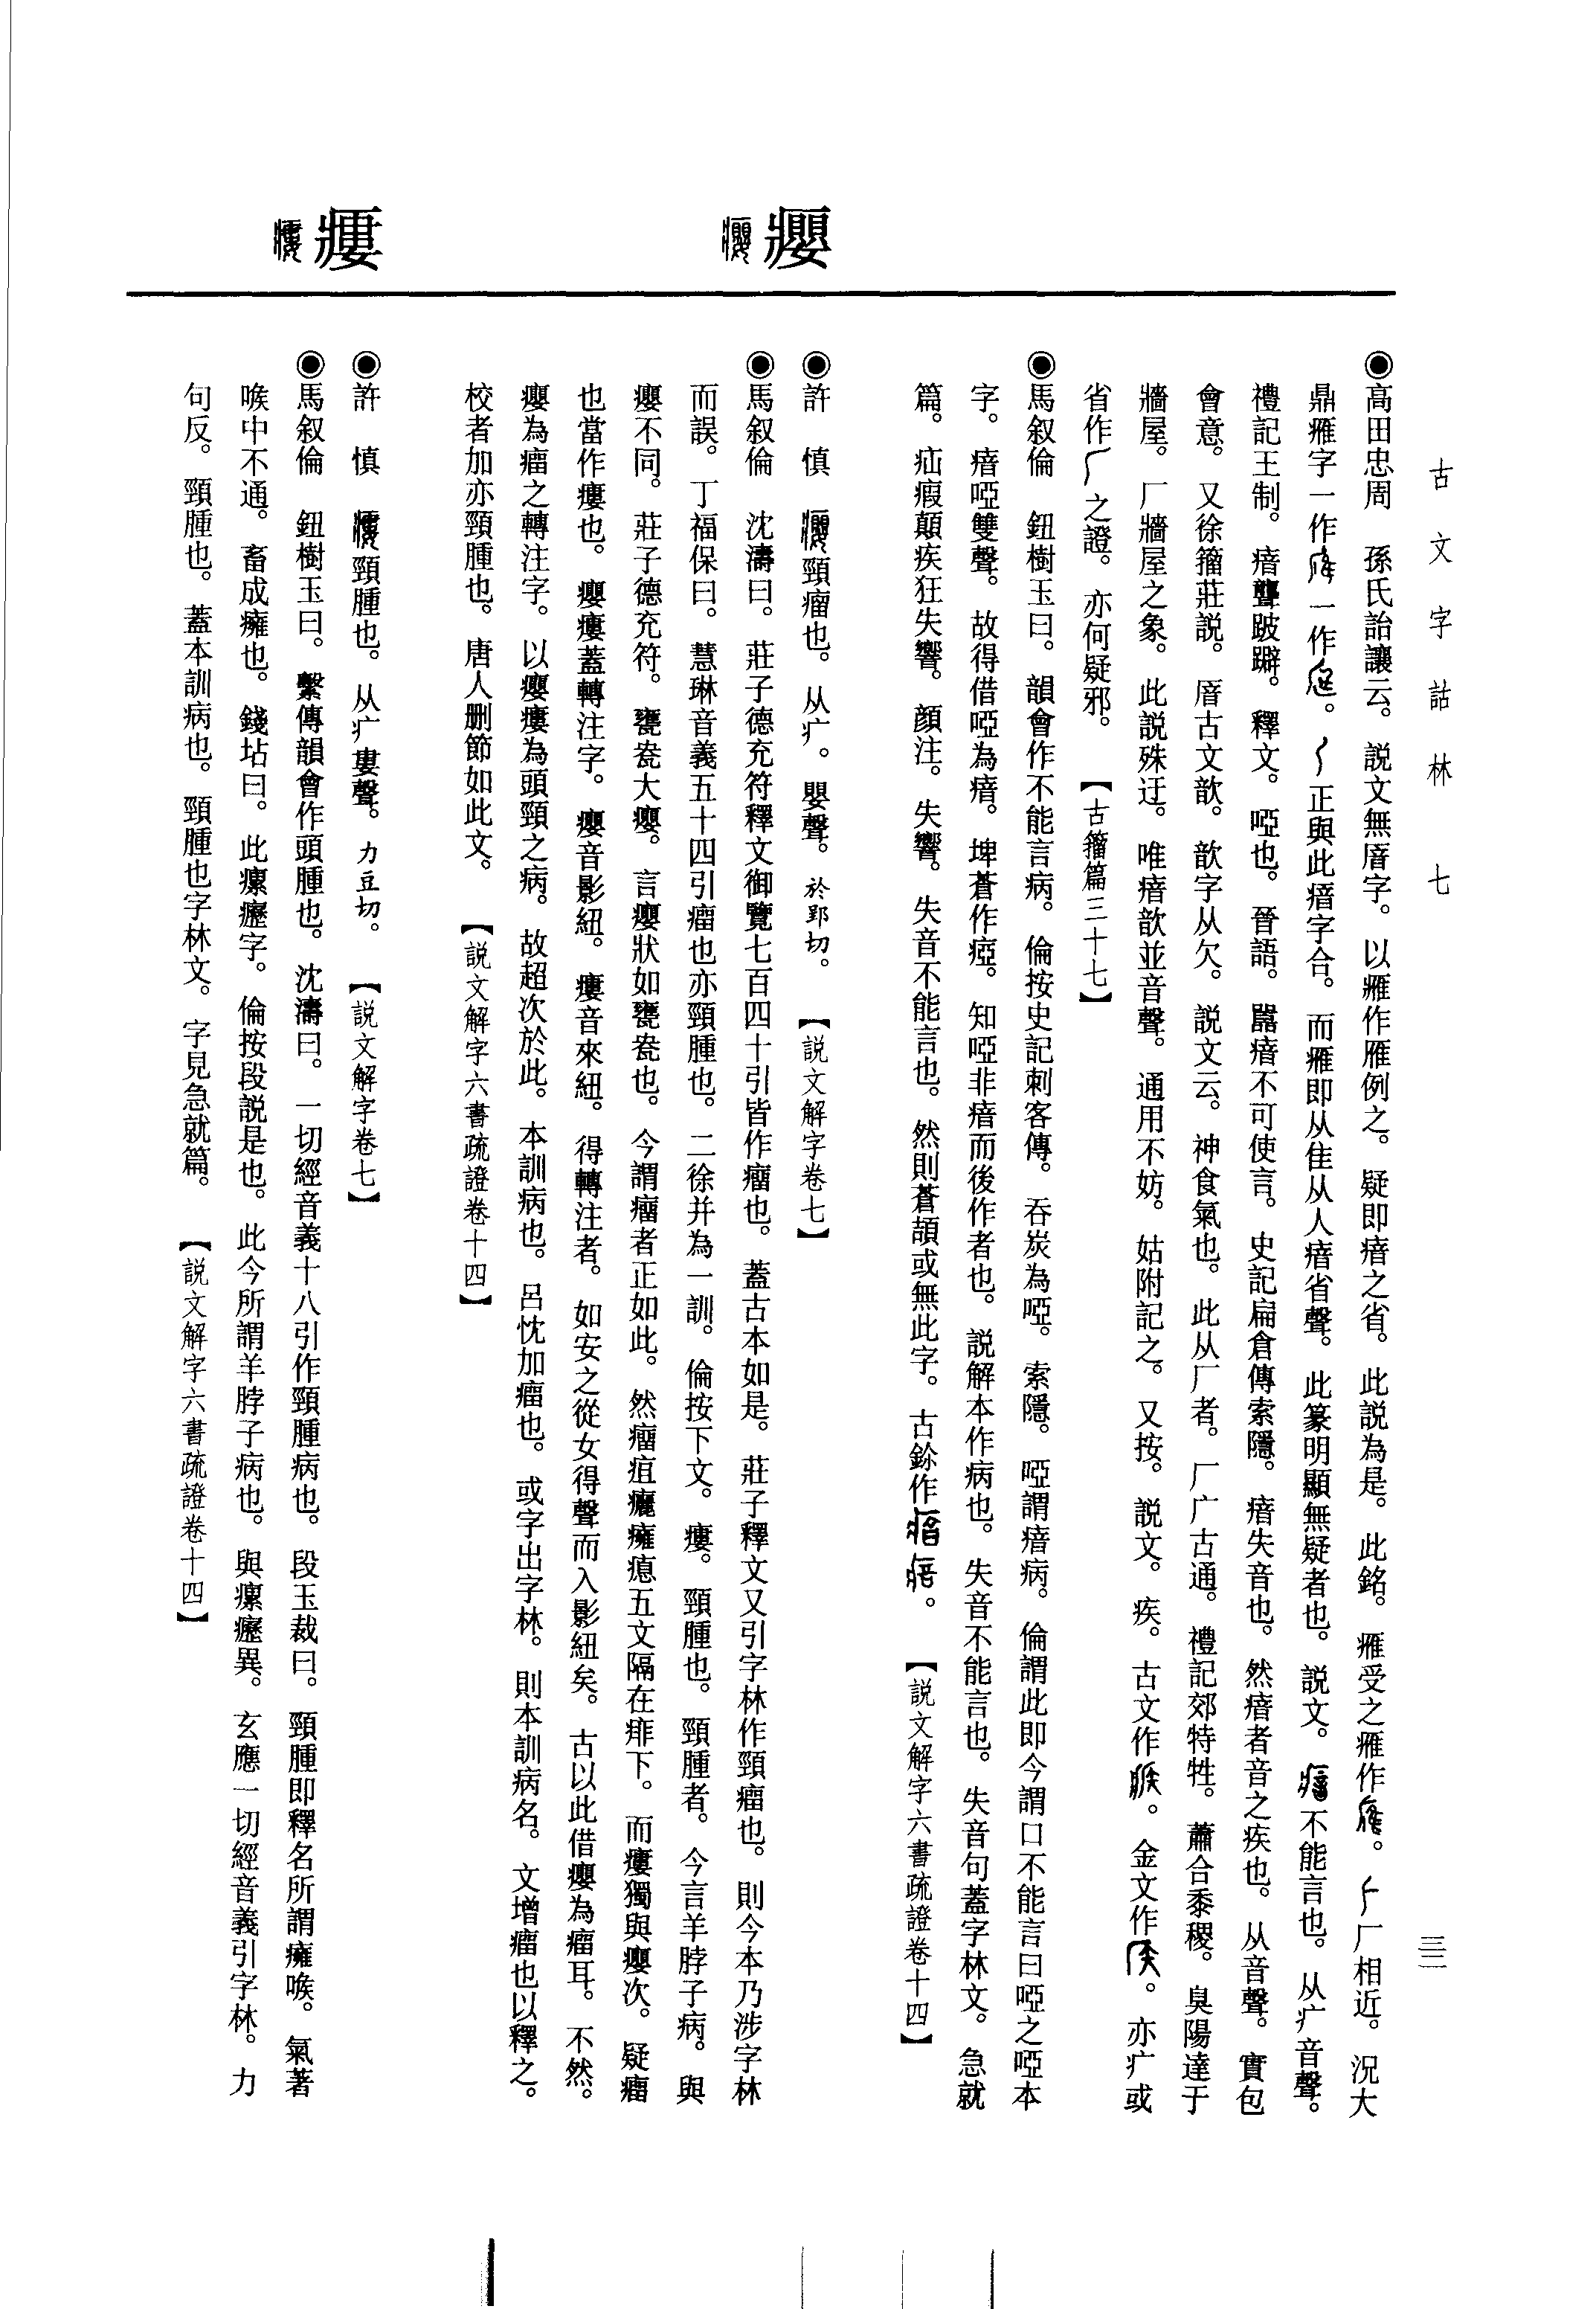 古文字詁林 七
三二
◉高田忠周 孫氏詒讓云。說文無㾿字。以雁作雁例之。疑即瘖之省。此說為是。此銘。雁受之雁作。厂相近。況大
鼎雁字一作一作。正與此瘖字合。而雁即从隹从人瘖省聲。此篆明顯無疑者也。說文。不能言也。从疒音聲。
禮記王制。瘖聾跛躃。釋文。啞也。晉語。嚚瘖不可使言。史記扁倉傳索隱。瘖失音也。然瘖者音之疾也。从音聲。實包
會意。又徐籀莊說。古文歆。歆字从欠。說文云。神食氣也。此从厂者。厂广古通。禮記郊特牲。蕭合黍稷。臭陽達于
牆屋。厂牆屋之象。此說殊迂。唯瘖歆並音聲。通用不妨。姑附記之。又按。說文。疾。古文作。金文作。亦疒或
省作之證。亦何疑邪。【古籀篇三十七】
◉馬叙倫 鈕樹玉曰。韻會作不能言病。倫按史記刺客傳。吞炭為啞。索隱。啞謂瘖病。倫謂此即今謂口不能言曰啞之啞本
字。瘖啞雙聲。故得借啞為瘖。埤蒼作瘂。知啞非瘖而後作者也。說解本作病也。失音不能言也。失音句蓋字林文。急就
篇。疝瘕顛疾狂失響。顏注。失響。失音不能言也。然則蒼頡或無此字。古鉩作。【說文解字六書疏證卷十四】
癭
◉許 慎 頸瘤也。从疒。嬰聲。於郢切。【說文解字卷七】
◉馬叙倫 沈濤曰。莊子德充符釋文御覽七百四十引皆作瘤也。蓋古本如是。莊子釋文又引字林作頸瘤也。則今本乃涉字林
而誤。丁福保曰。慧琳音義五十四引瘤也亦頸腫也。二徐并為一訓。倫按下文。瘻。頸腫也。頸腫者。今言羊脖子病。與
癭不同。莊子德充符。甕㼜大癭。言癭狀如甕㼜也。今謂瘤者正如此。然瘤疽癰瘜五文隔在痱下。而瘻獨與癭次。疑瘤
也當作瘻也。癭瘻蓋轉注字。癭音影紐。瘻音來紐。得轉注者。如安之從女得聲而入影紐矣。古以此借癭為瘤耳。不然。
癭為瘤之轉注字。以癭瘻為頭頸之病。故超次於此。本訓病也。呂忱加瘤也。或字出字林。則本訓病名。文增瘤也以釋之。
校者加亦頸腫也。唐人刪節如此文。【說文解字六書疏證卷十四】
瘻
◉許 慎 頸腫也。从疒婁聲。力豆切。【說文解字卷七】
◉馬叙倫 鈕樹玉曰。繫傳韻會作頭腫也。沈濤曰。一切經音義十八引作頸腫病也。段玉裁曰。頸腫即釋名所謂癰喉。氣著
喉中不通。畜成癰也。錢坫曰。此瘰癧字。倫按段說是也。此今所謂羊脖子病也。與瘰癧異。玄應一切經音義引字林。力
句反。頸腫也。蓋本訓病也。頸腫也字林文。字見急就篇。【說文解字六書疏證卷十四】